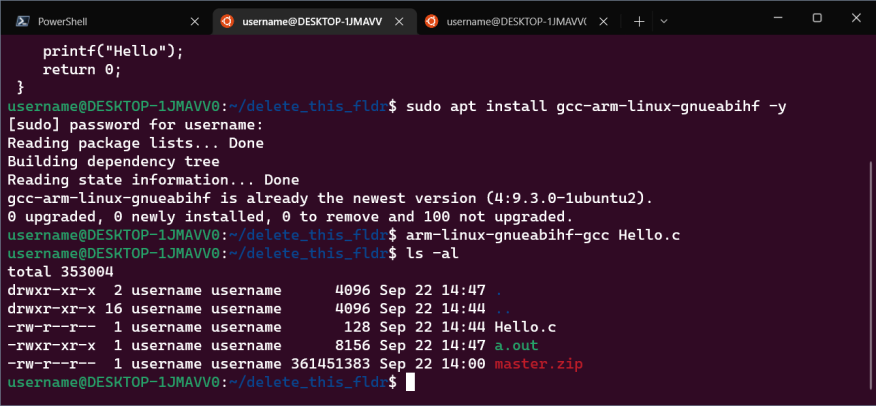 PowerShell
username@DESKTOP-1JMAVV
username@DESKTOP-1JMAVV(
printf("Hello");
return 0;
}
username@DESKTOP-1JMAVV0:~/delete_this_fldr$ sudo apt install gcc-arm-linux-gnueabihf -y
[sudo] password for username:
Reading package lists... Done
Building dependency tree
Reading state information... Done
gcc-arm-linux-gnueabihf is already the newest version (4:9.3.0-1ubuntu2).
0 upgraded, 0 newly installed, 0 to remove and 100 not upgraded.
username@DESKTOP-1JMAVV0:~/delete_this_fldr$ arm-linux-gnueabihf-gcc Hello.c
username@DESKTOP-1JMAVV0:~/delete_this_fldr$ ls -al
total 353004
drwxr-xr-x  2 username username      4096 Sep 22 14:47 .
drwxr-xr-x 16 username username      4096 Sep 22 14:44 ..
-rw-r--r--  1 username username       128 Sep 22 14:44 Hello.c
-rwxr-xr-x  1 username username      8156 Sep 22 14:47 a.out
-rw-r--r--  1 username username 361451383 Sep 22 14:00 master.zip
username@DESKTOP-1JMAVV0:~/delete_this_fldr$